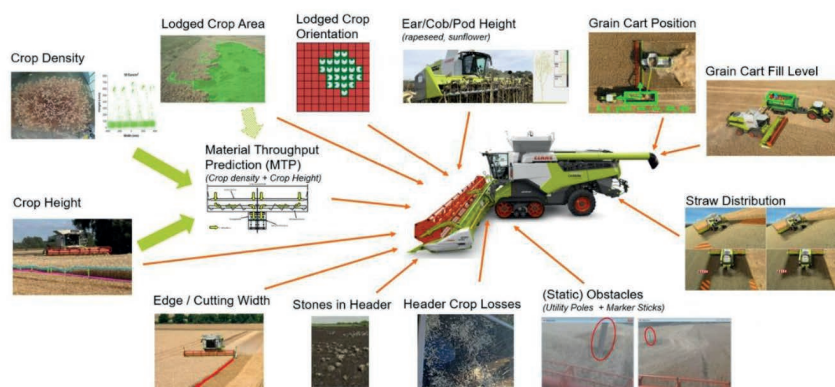 Crop Density
Lodged Crop Area
Lodged Crop
Orientation
Ear/Cob/Pod Height
(rapeseed, sunflower)
Grain Cart Position
Grain Cart Fill Level
Material Throughput
Prediction (MTP)
(Crop density + Crop Height)
CLAAS
Crop Height
Straw Distribution
Edge / Cutting Width
Stones in Header
Header Crop Losses
(Static) Obstacles
(Utility Poles + Marker Sticks)